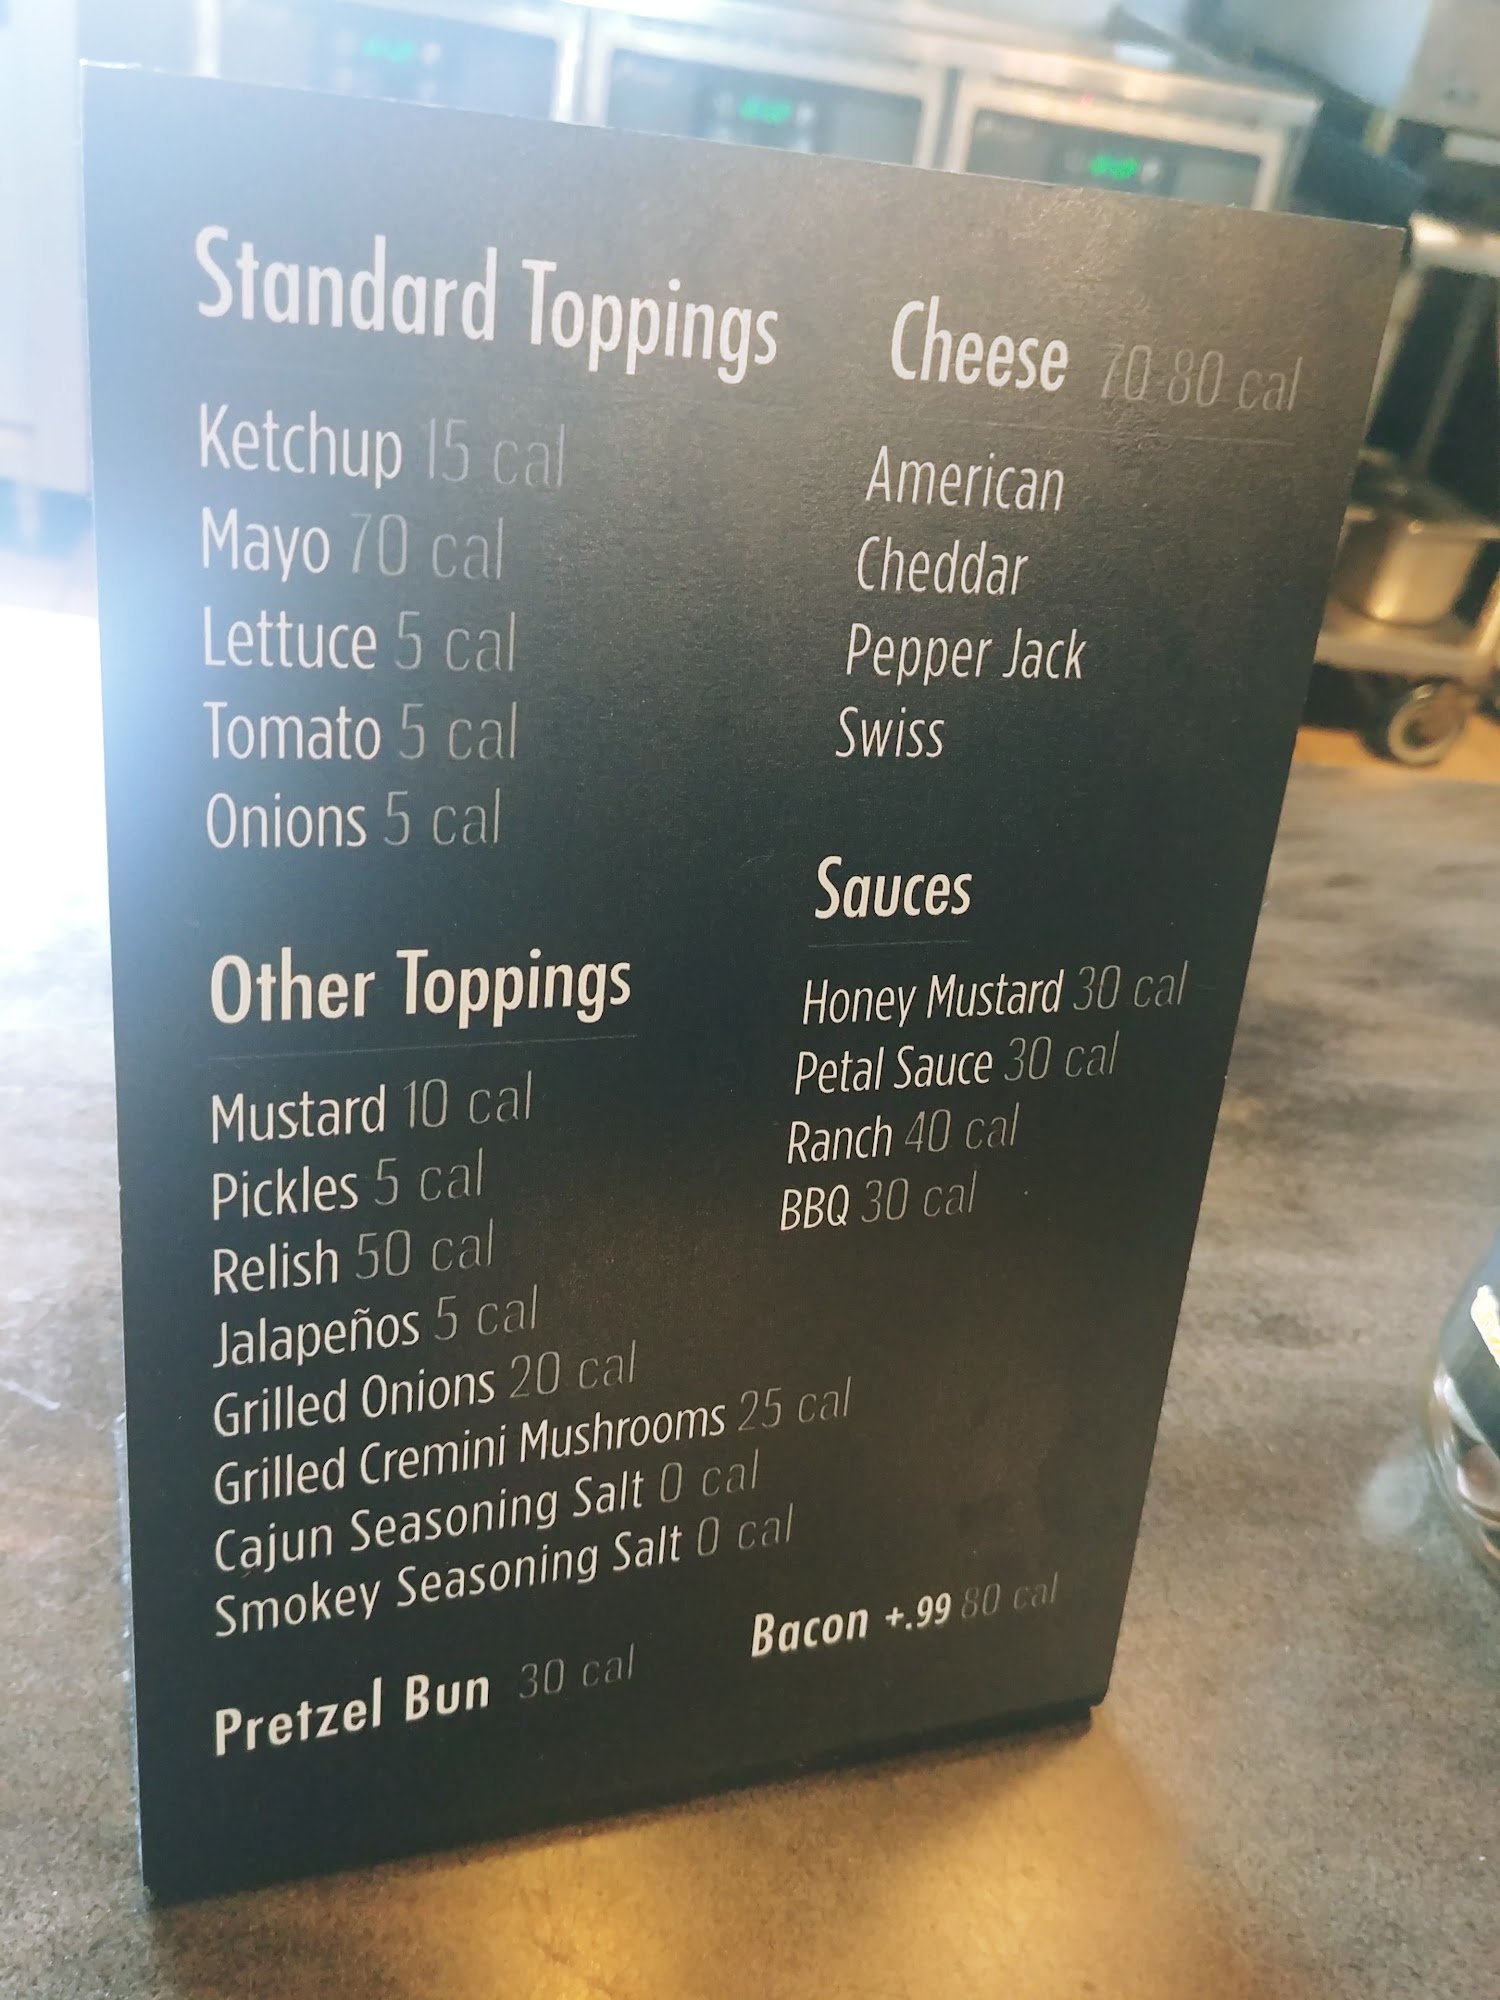 Standard Toppings
Ketchup 15 cal
Mayo 70 cal
Lettuce 5 cal
Tomato 5 cal
Onions 5 cal
Other Toppings
Mustard 10 cal
Pickles 5 cal
Relish 50 cal
Jalapeños 5 cal
Grilled Onions 20 cal
Grilled Cremini Mushrooms 25 cal
Cajun Seasoning Salt 0 cal
Smokey Seasoning Salt 0 cal
Pretzel Bun 30 cal
Cheese 70-80 cal
American
Cheddar
Pepper Jack
Swiss
Sauces
Honey Mustard 30 cal
Petal Sauce 30 cal
Ranch 40 cal
BBQ 30 cal
Bacon +.99 80 cal